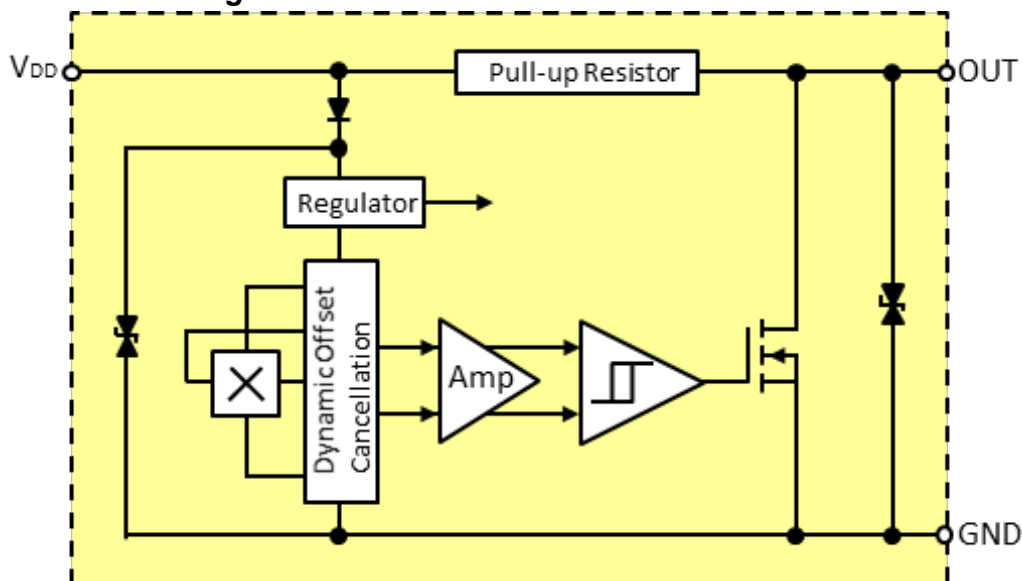 VDD
Pull-up Resistor
OUT
Regulator
Dynamic Offset
Cancellation
Amp
GND